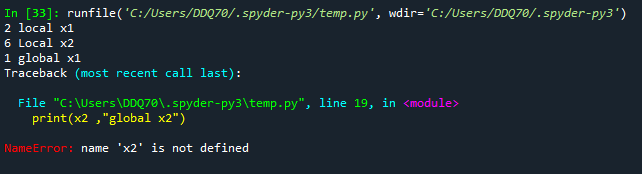 In [33]: runfile('C:/Users/DDQ70/.spyder-py3/temp.py', wdir='C:/Users/DDQ70/.spyder-py3')
2 local x1
6 Local x2
1 global x1
Traceback (most recent call last):
File "C:\Users\DDQ70\.spyder-py3\temp.py", line 19, in <module>
print(x2 ,"global x2")
NameError: name 'x2' is not defined